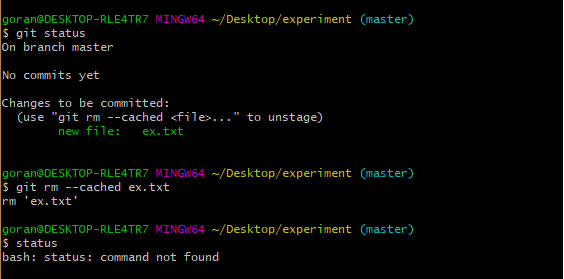 goran@DESKTOP-RLE4TR7 MINGW64 ~/Desktop/experiment (master)
$ git status
On branch master
No commits yet
Changes to be committed:
  (use "git rm --cached <file>..." to unstage)
        new file:   ex.txt
goran@DESKTOP-RLE4TR7 MINGW64 ~/Desktop/experiment (master)
$ git rm --cached ex.txt
rm 'ex.txt'
goran@DESKTOP-RLE4TR7 MINGW64 ~/Desktop/experiment (master)
$ status
bash: status: command not found